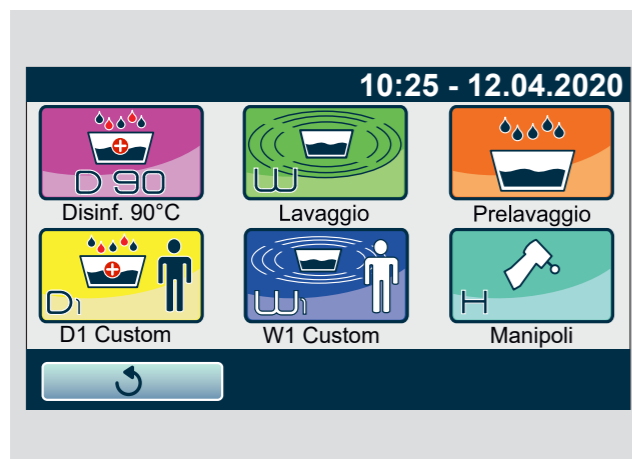 10:25 - 12.04.2020
D 90
W
Disinf. 90°C
Lavaggio
Prelavaggio
D1
W1
H
D1 Custom
W1 Custom
Manipoli